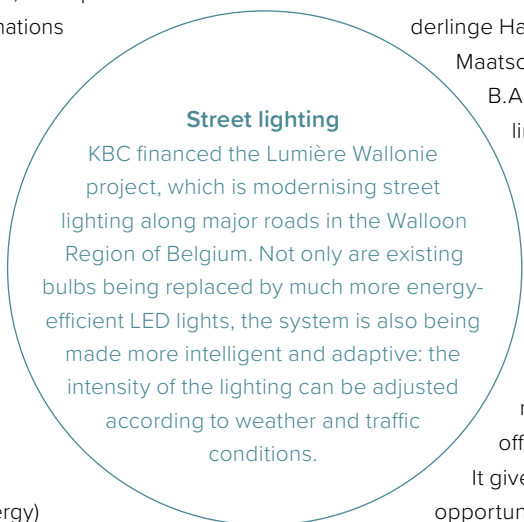 nations
derlinge Ha
Maatsc
B.A
lin
Street lighting
KBC financed the Lumière Wallonie
project, which is modernising street
lighting along major roads in the Walloon
Region of Belgium. Not only are existing
bulbs being replaced by much more energy-
efficient LED lights, the system is also being
made more intelligent and adaptive: the
intensity of the lighting can be adjusted
according to weather and traffic
conditions.
off
It give
ergy)
opportun